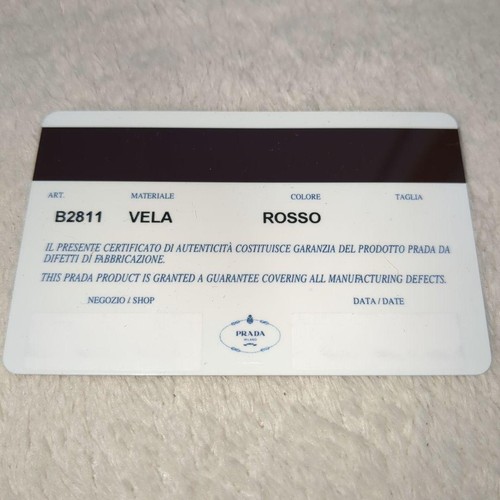 ART. MATERIALE COLORE TAGLIA
B2811 VELA ROSSO
IL PRESENTE CERTIFICATO DI AUTENTICITÀ COSTITUISCE GARANZIA DEL PRODOTTO PRADA DA
DIFETTI DI FABBRICAZIONE.
THIS PRADA PRODUCT IS GRANTED A GUARANTEE COVERING ALL MANUFACTURING DEFECTS.
NEGOZIO / SHOP DATA / DATE
PRADA
MILANO